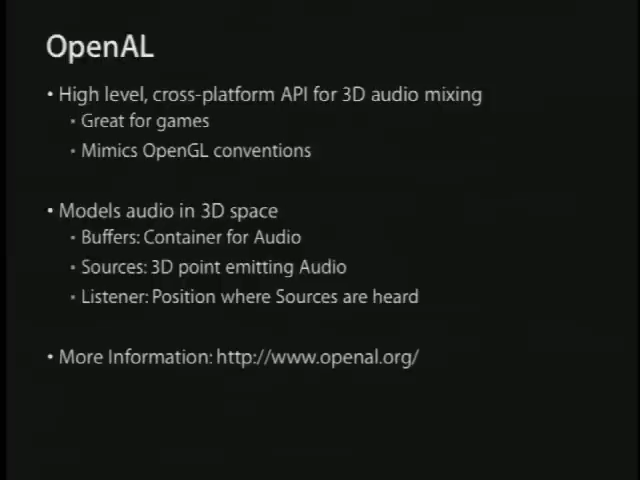 OpenAL
• High level, cross-platform API for 3D audio mixing
• Great for games
• Mimics OpenGL conventions
• Models audio in 3D space
• Buffers: Container for Audio
• Sources: 3D point emitting Audio
• Listener: Position where Sources are heard
• More Information: http://www.openal.org/